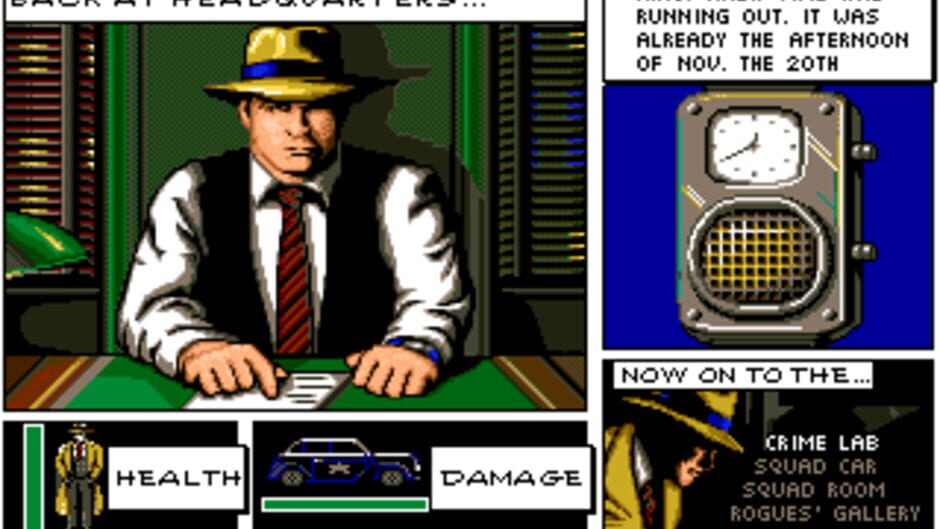 BACK AT HEADQUARTERS...
RUNNING OUT. IT WAS
ALREADY THE AFTERNOON
OF NOV. THE 20TH
NOW ON TO THE...
CRIME LAB
SQUAD CAR
SQUAD ROOM
ROGUES' GALLERY
HEALTH
DAMAGE